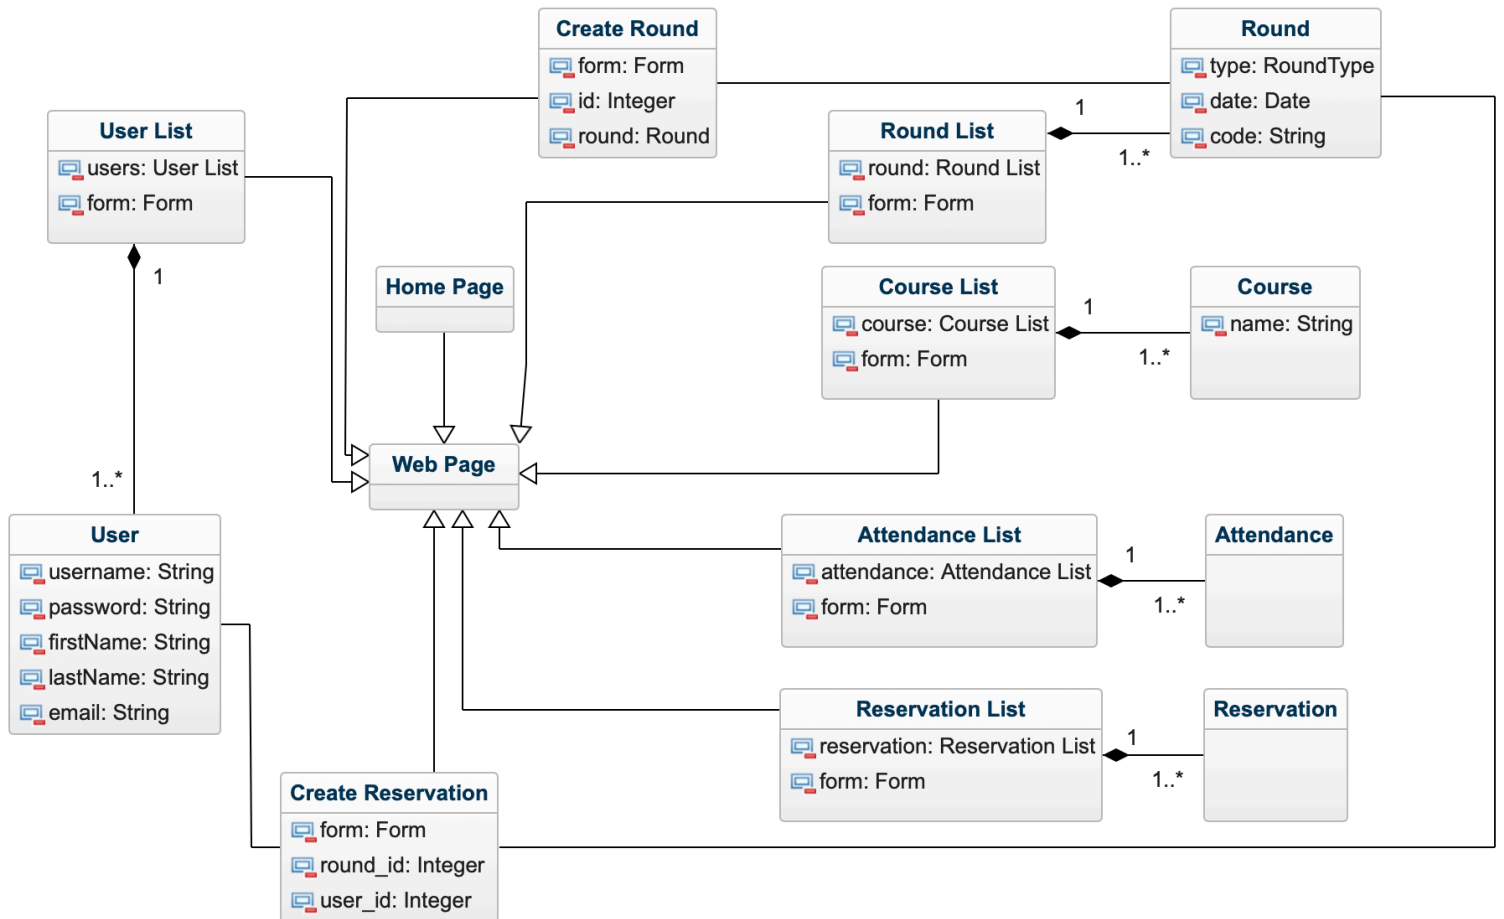 Create Round
form: Form
id: Integer
round: Round
Round
type: RoundType
date: Date
code: String
User List
users: User List
form: Form
1
1..*
Round List
round: Round List
form: Form
1
1..*
Home Page
Course List
course: Course List
form: Form
1
1..*
Course
name: String
Web Page
User
username: String
password: String
firstName: String
lastName: String
email: String
Attendance List
attendance: Attendance List
form: Form
1
1..*
Attendance
Reservation List
reservation: Reservation List
form: Form
1
1..*
Reservation
Create Reservation
form: Form
round_id: Integer
user_id: Integer